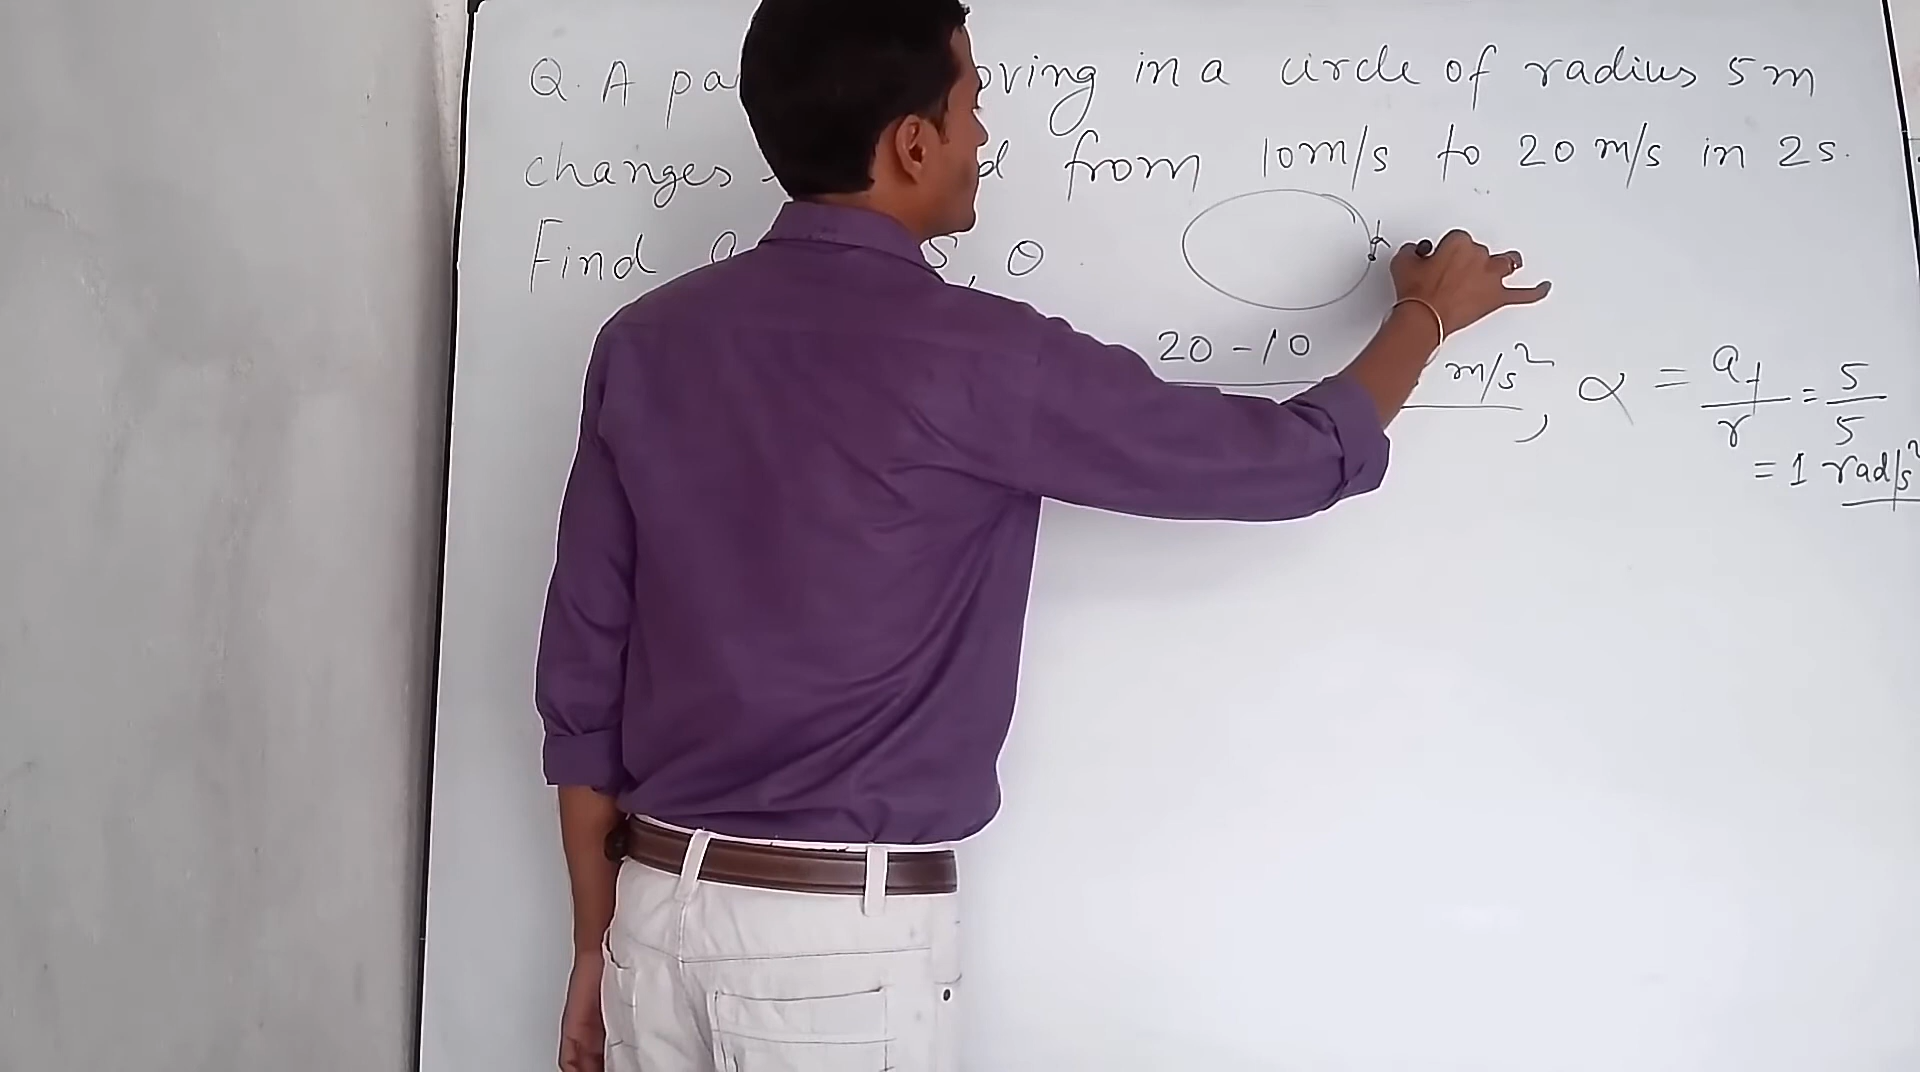 Q. A pa oving in a circle of radius 5m
changes d from 10m/s to 20 m/s in 2s.
Find S, θ
20 - 10 m/s², α = a_t/r = 5/5
= 1 rad/s²